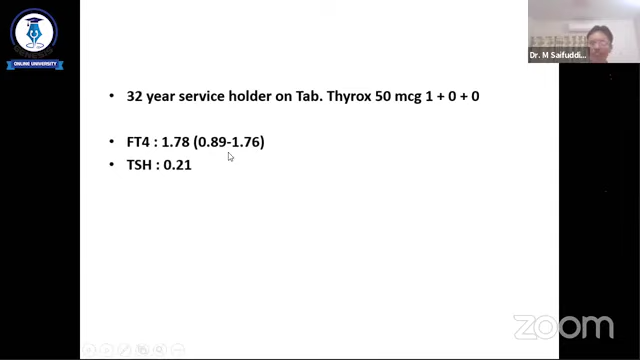 ONLINE UNIVERSITY
Dr. M Saifuddi...
• 32 year service holder on Tab. Thyrox 50 mcg 1 + 0 + 0
• FT4 : 1.78 (0.89-1.76)
• TSH : 0.21
zoom